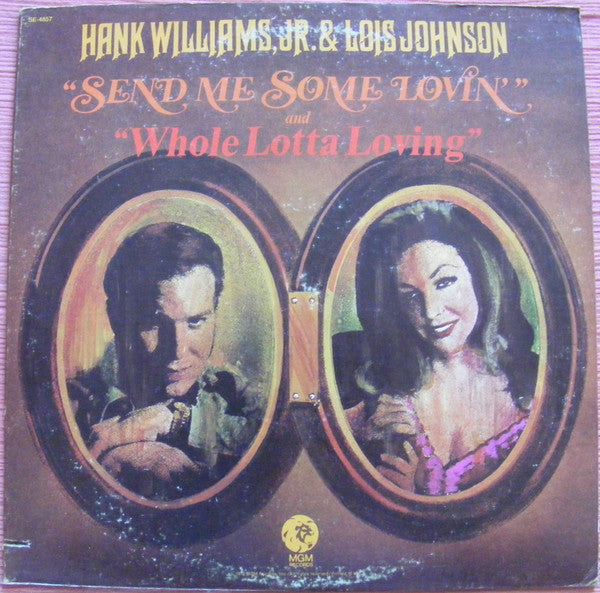 SE-4857
HANK WILLIAMS, JR. & LOIS JOHNSON
"SEND ME SOME LOVIN'"
and
"Whole Lotta Loving"
MGM
RECORDS